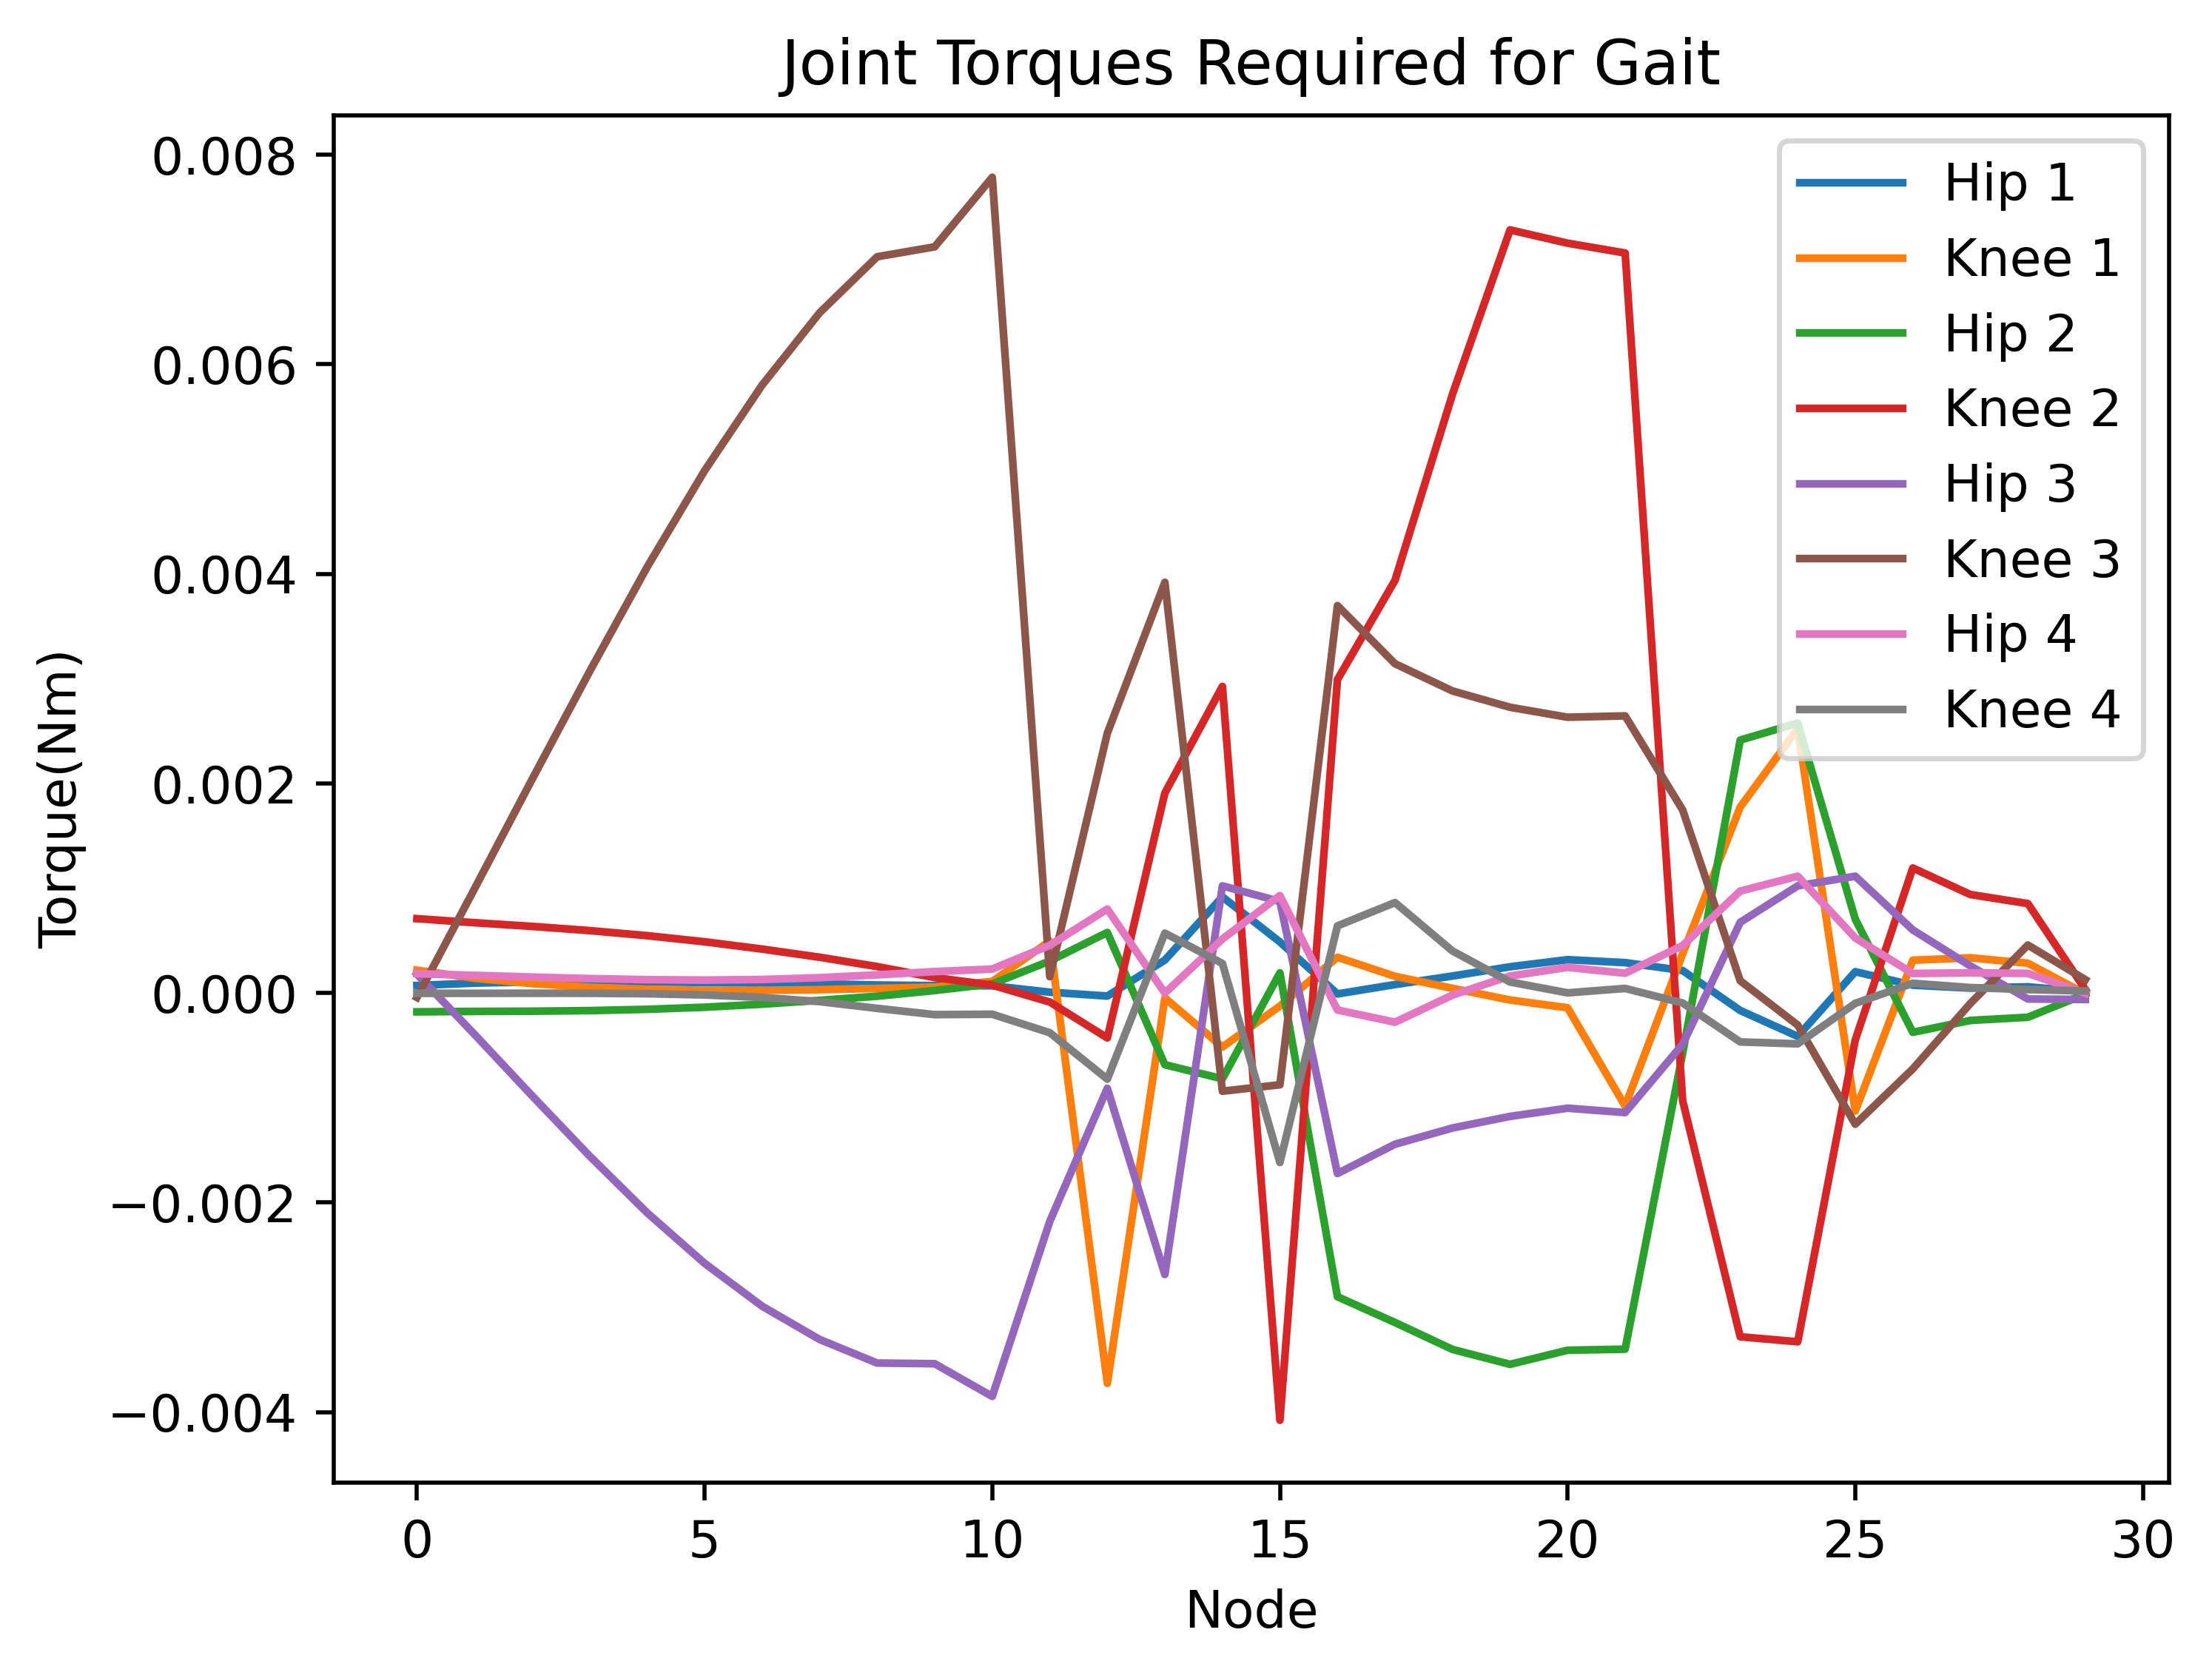 Joint Torques Required for Gait
0.008
0.006
0.004
0.002
0.000
−0.002
−0.004
Torque(Nm)
Hip 1
Knee 1
Hip 2
Knee 2
Hip 3
Knee 3
Hip 4
Knee 4
0 5 10 15 20 25 30
Node